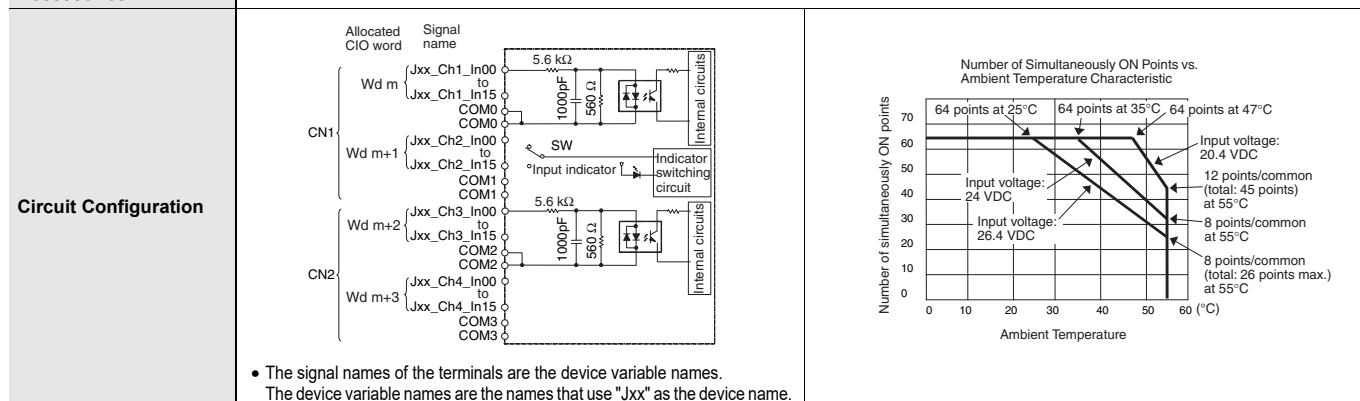 Circuit Configuration
Allocated
CIO word
Signal
name
CN1
Wd m
Jxx_Ch1_In00
to
Jxx_Ch1_In15
COM0
COM0
Wd m+1
Jxx_Ch2_In00
to
Jxx_Ch2_In15
COM1
COM1
CN2
Wd m+2
Jxx_Ch3_In00
to
Jxx_Ch3_In15
COM2
COM2
Wd m+3
Jxx_Ch4_In00
to
Jxx_Ch4_In15
COM3
COM3
5.6 kΩ
1000pF
560 Ω
Internal circuits
SW
Input indicator
Indicator
switching
circuit
5.6 kΩ
1000pF
560 Ω
Internal circuits
• The signal names of the terminals are the device variable names.
The device variable names are the names that use "Jxx" as the device name.
Number of Simultaneously ON Points vs.
Ambient Temperature Characteristic
Number of simultaneously ON points
70
60
50
40
30
20
10
0
64 points at 25°C
64 points at 35°C
64 points at 47°C
Input voltage:
20.4 VDC
Input voltage:
24 VDC
Input voltage:
26.4 VDC
12 points/common
(total: 45 points)
at 55°C
8 points/common
at 55°C
8 points/common
(total: 26 points max.)
at 55°C
0 10 20 30 40 50 60 (°C)
Ambient Temperature